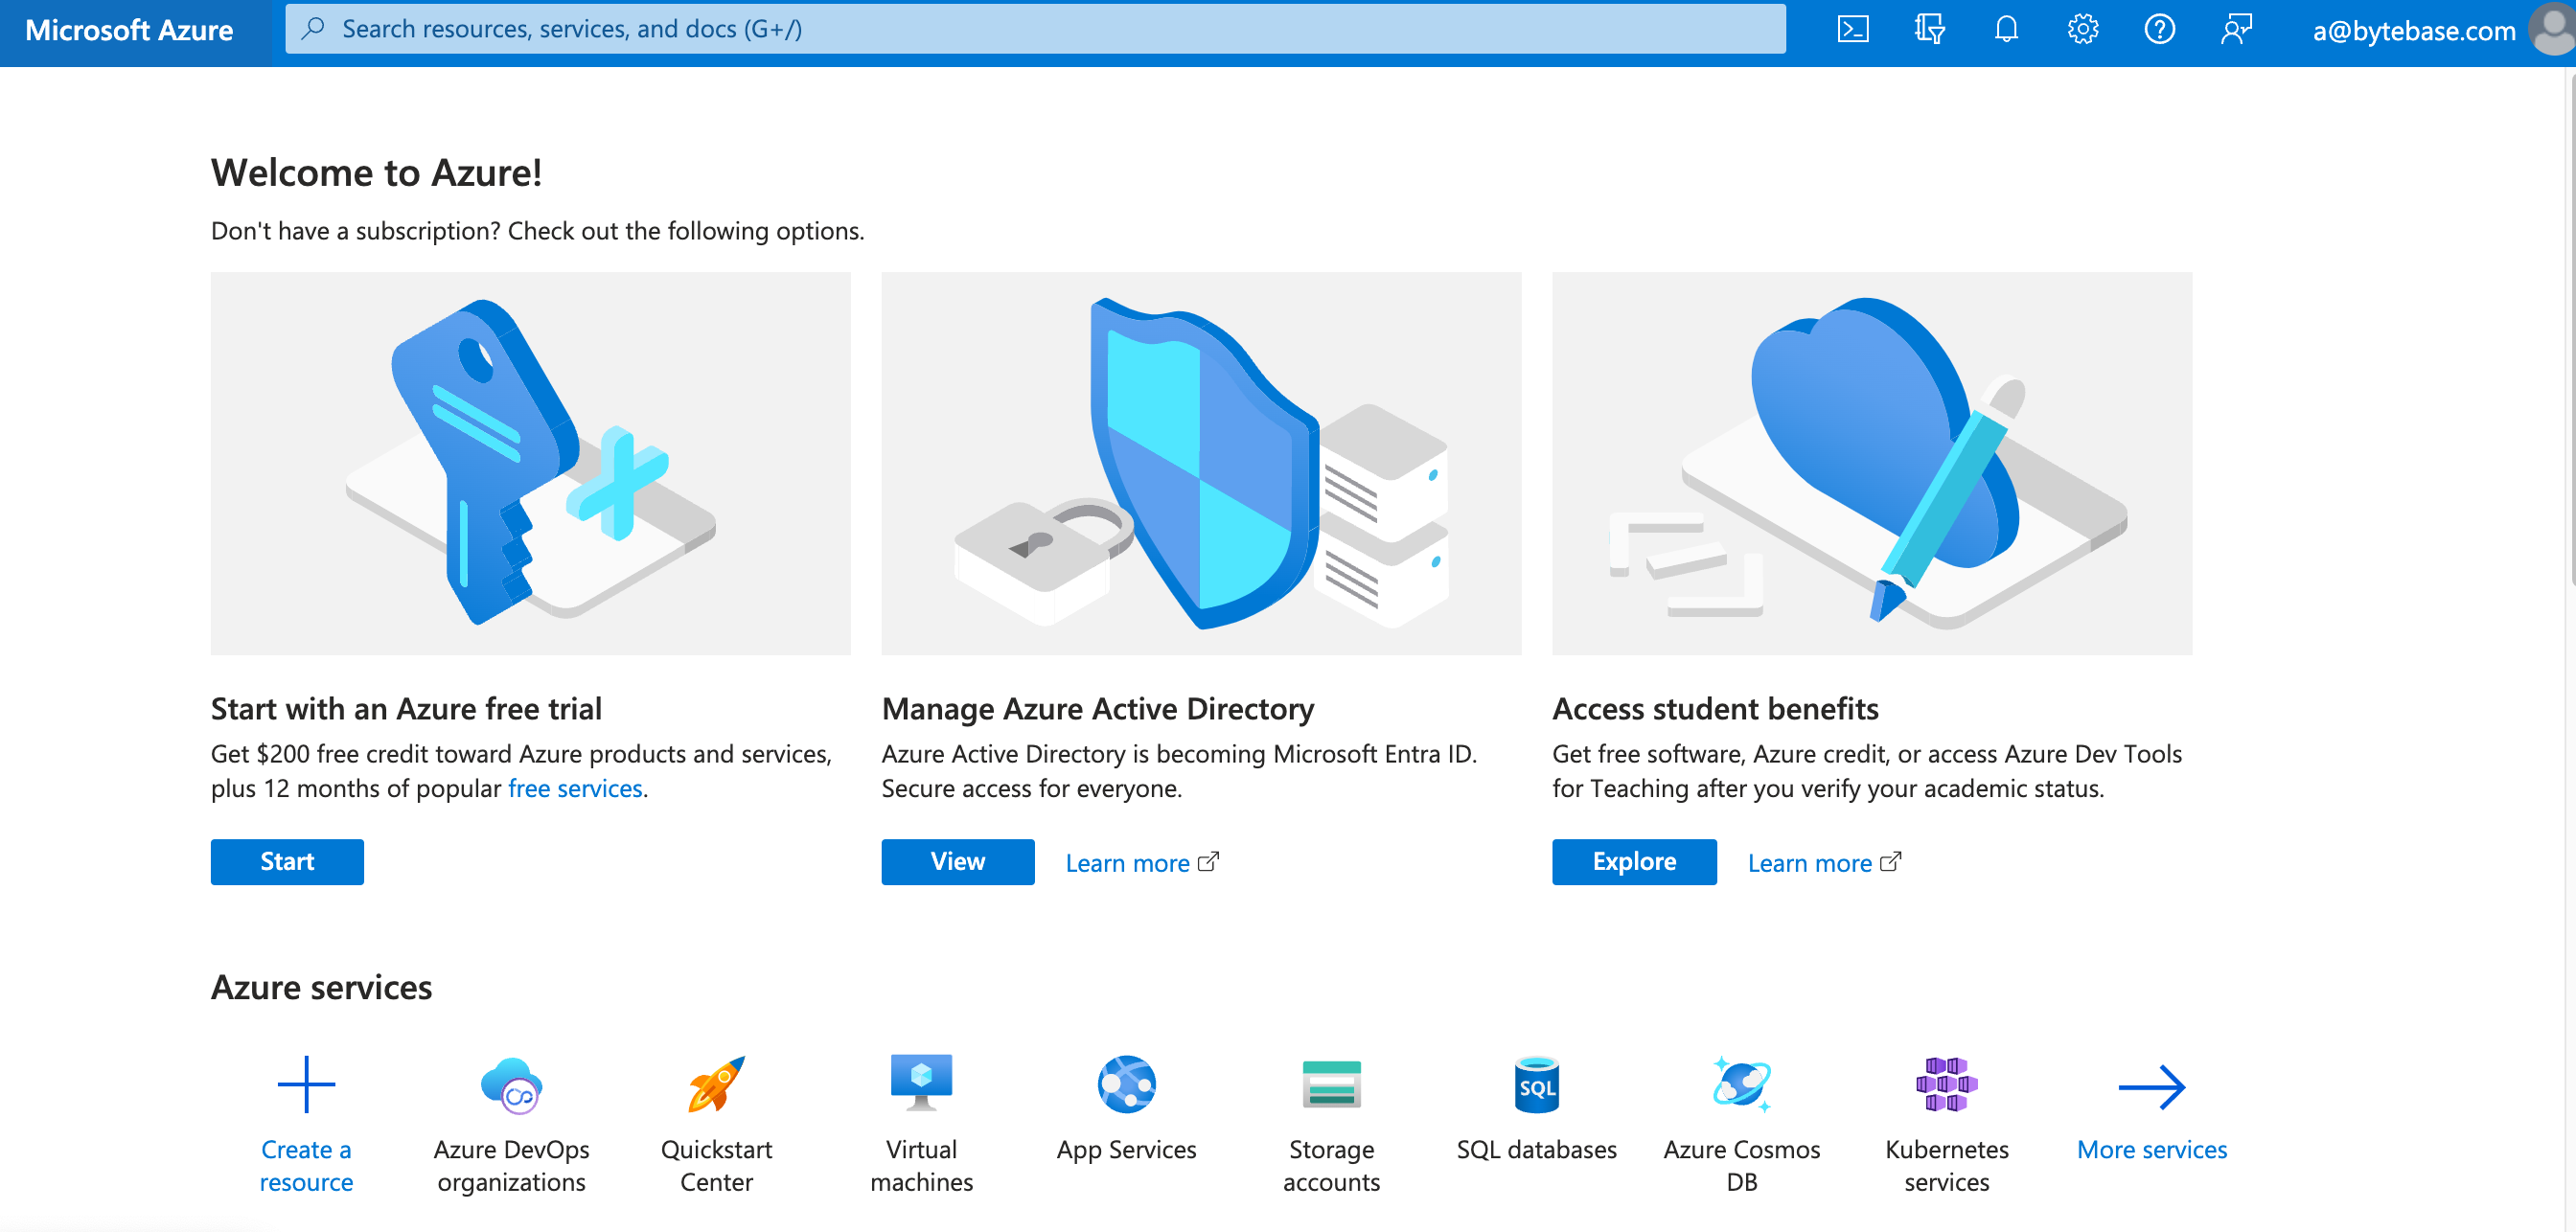 Microsoft Azure
Search resources, services, and docs (G+/)
a@bytebase.com
Welcome to Azure!
Don't have a subscription? Check out the following options.
Start with an Azure free trial
Get $200 free credit toward Azure products and services,
plus 12 months of popular free services.
Start
Manage Azure Active Directory
Azure Active Directory is becoming Microsoft Entra ID.
Secure access for everyone.
View
Learn more
Access student benefits
Get free software, Azure credit, or access Azure Dev Tools
for Teaching after you verify your academic status.
Explore
Learn more
Azure services
Create a
resource
Azure DevOps
organizations
Quickstart
Center
Virtual
machines
App Services
Storage
accounts
SQL
SQL databases
Azure Cosmos
DB
Kubernetes
services
More services